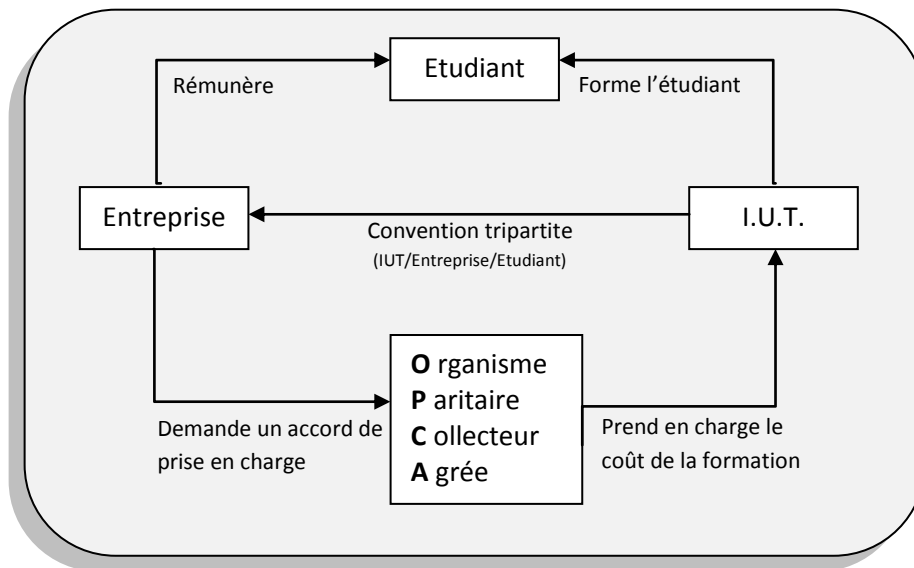 Etudiant
Rémunère
Forme l’étudiant
Entreprise
I.U.T.
Convention tripartite
(IUT/Entreprise/Etudiant)
O rganisme
P aritaire
C ollecteur
A grée
Demande un accord de
prise en charge
Prend en charge le
coût de la formation